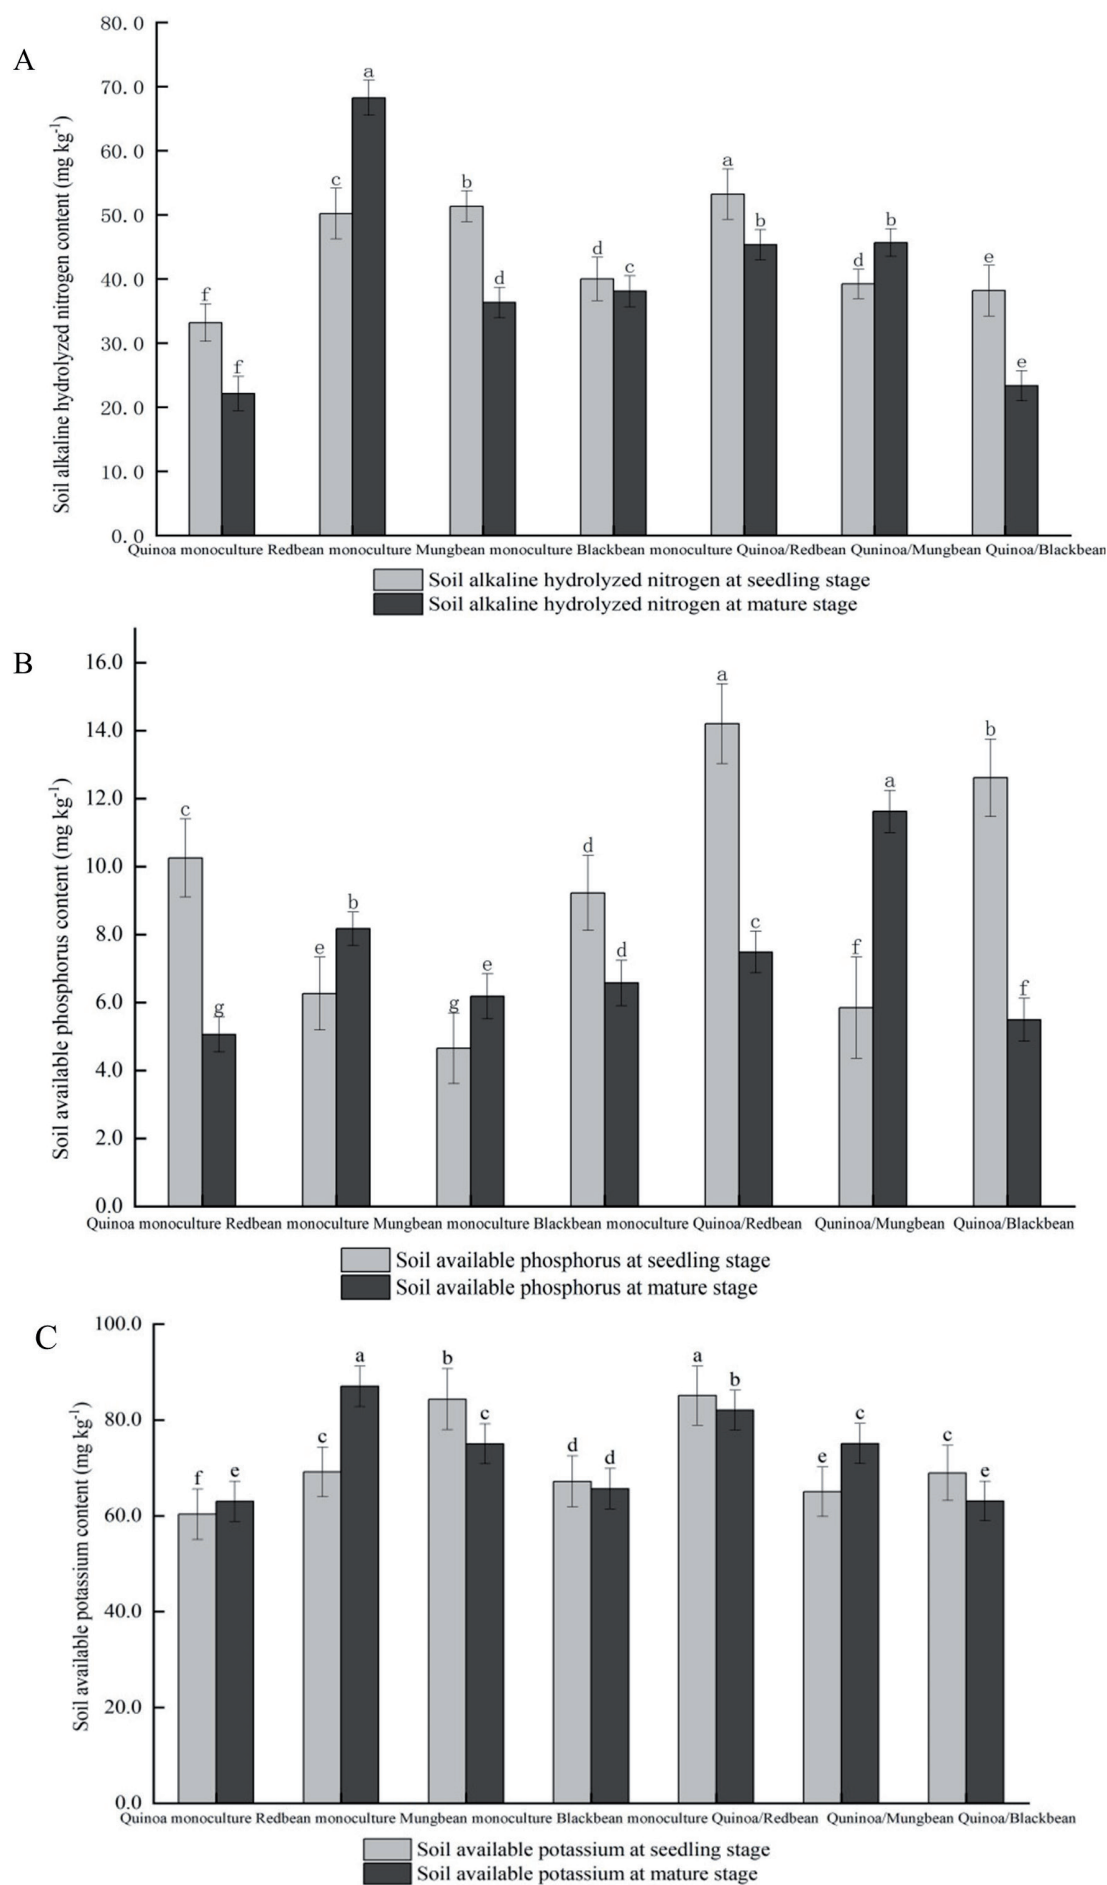 A
Soil alkaline hydrolyzed nitrogen content (mg kg-1)
80.0
70.0
60.0
50.0
40.0
30.0
20.0
10.0
0.0
f f c a b d d c a b d b e e
Quinoa monoculture Redbean monoculture Mungbean monoculture Blackbean monoculture Quinoa/Redbean Quninoa/Mungbean Quinoa/Blackbean
Soil alkaline hydrolyzed nitrogen at seedling stage
Soil alkaline hydrolyzed nitrogen at mature stage
B
Soil available phosphorus content (mg kg-1)
16.0
14.0
12.0
10.0
8.0
6.0
4.0
2.0
0.0
c g e b g e d d a c f a b f
Quinoa monoculture Redbean monoculture Mungbean monoculture Blackbean monoculture Quinoa/Redbean Quninoa/Mungbean Quinoa/Blackbean
Soil available phosphorus at seedling stage
Soil available phosphorus at mature stage
C
Soil available potassium content (mg kg-1)
100.0
80.0
60.0
40.0
20.0
0.0
f e c a b c d d a b e c c e
Quinoa monoculture Redbean monoculture Mungbean monoculture Blackbean monoculture Quinoa/Redbean Quninoa/Mungbean Quinoa/Blackbean
Soil available potassium at seedling stage
Soil available potassium at mature stage